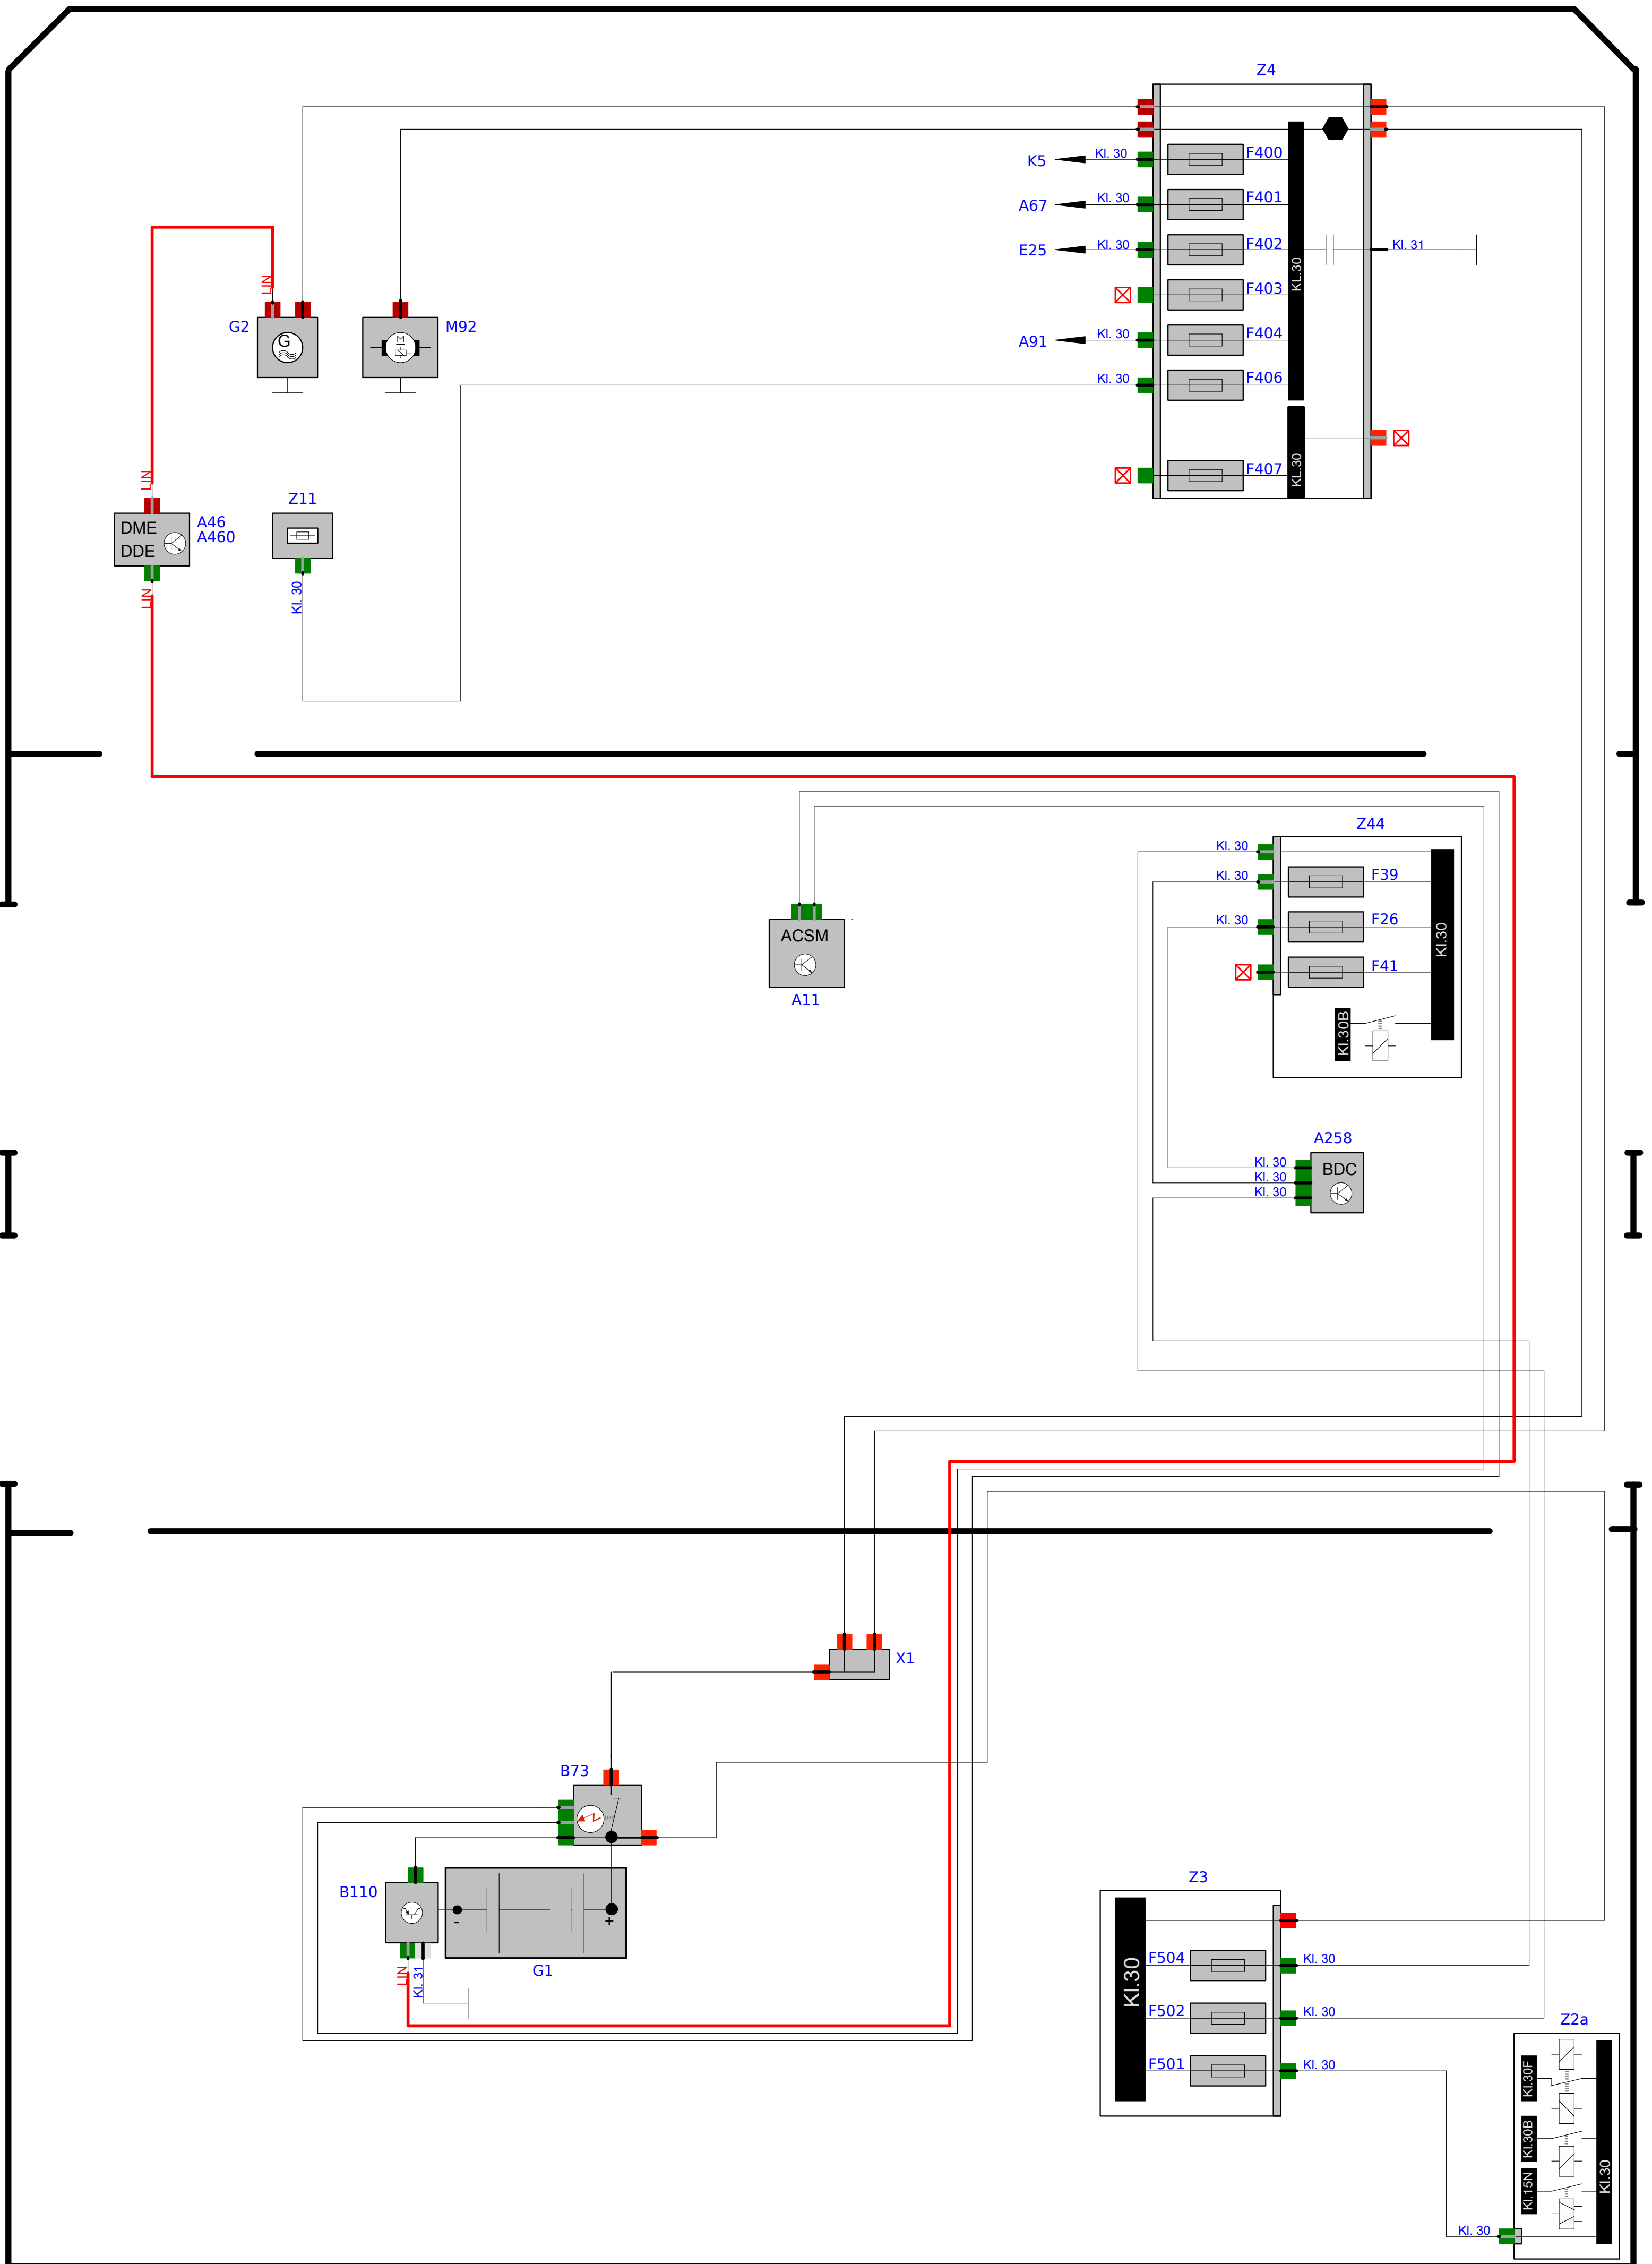 Z4
K5
Kl. 30
F400
A67
Kl. 30
F401
E25
Kl. 30
F402
KL.30
Kl. 31
F403
A91
Kl. 30
F404
Kl. 30
F406
F407
KL.30
LIN
G2
G
M92
M
LIN
DME
DDE
A46
A460
LIN
Z11
Kl. 30
Z44
Kl. 30
Kl. 30
F39
Kl. 30
F26
F41
Kl.30
Kl.30B
ACSM
A11
A258
Kl. 30
Kl. 30
Kl. 30
BDC
X1
B73
B110
-
+
G1
LIN
Kl. 31
Z3
Kl.30
F504
Kl. 30
F502
Kl. 30
F501
Kl. 30
Z2a
Kl.30F
Kl.30B
Kl.15N
Kl.30
Kl. 30